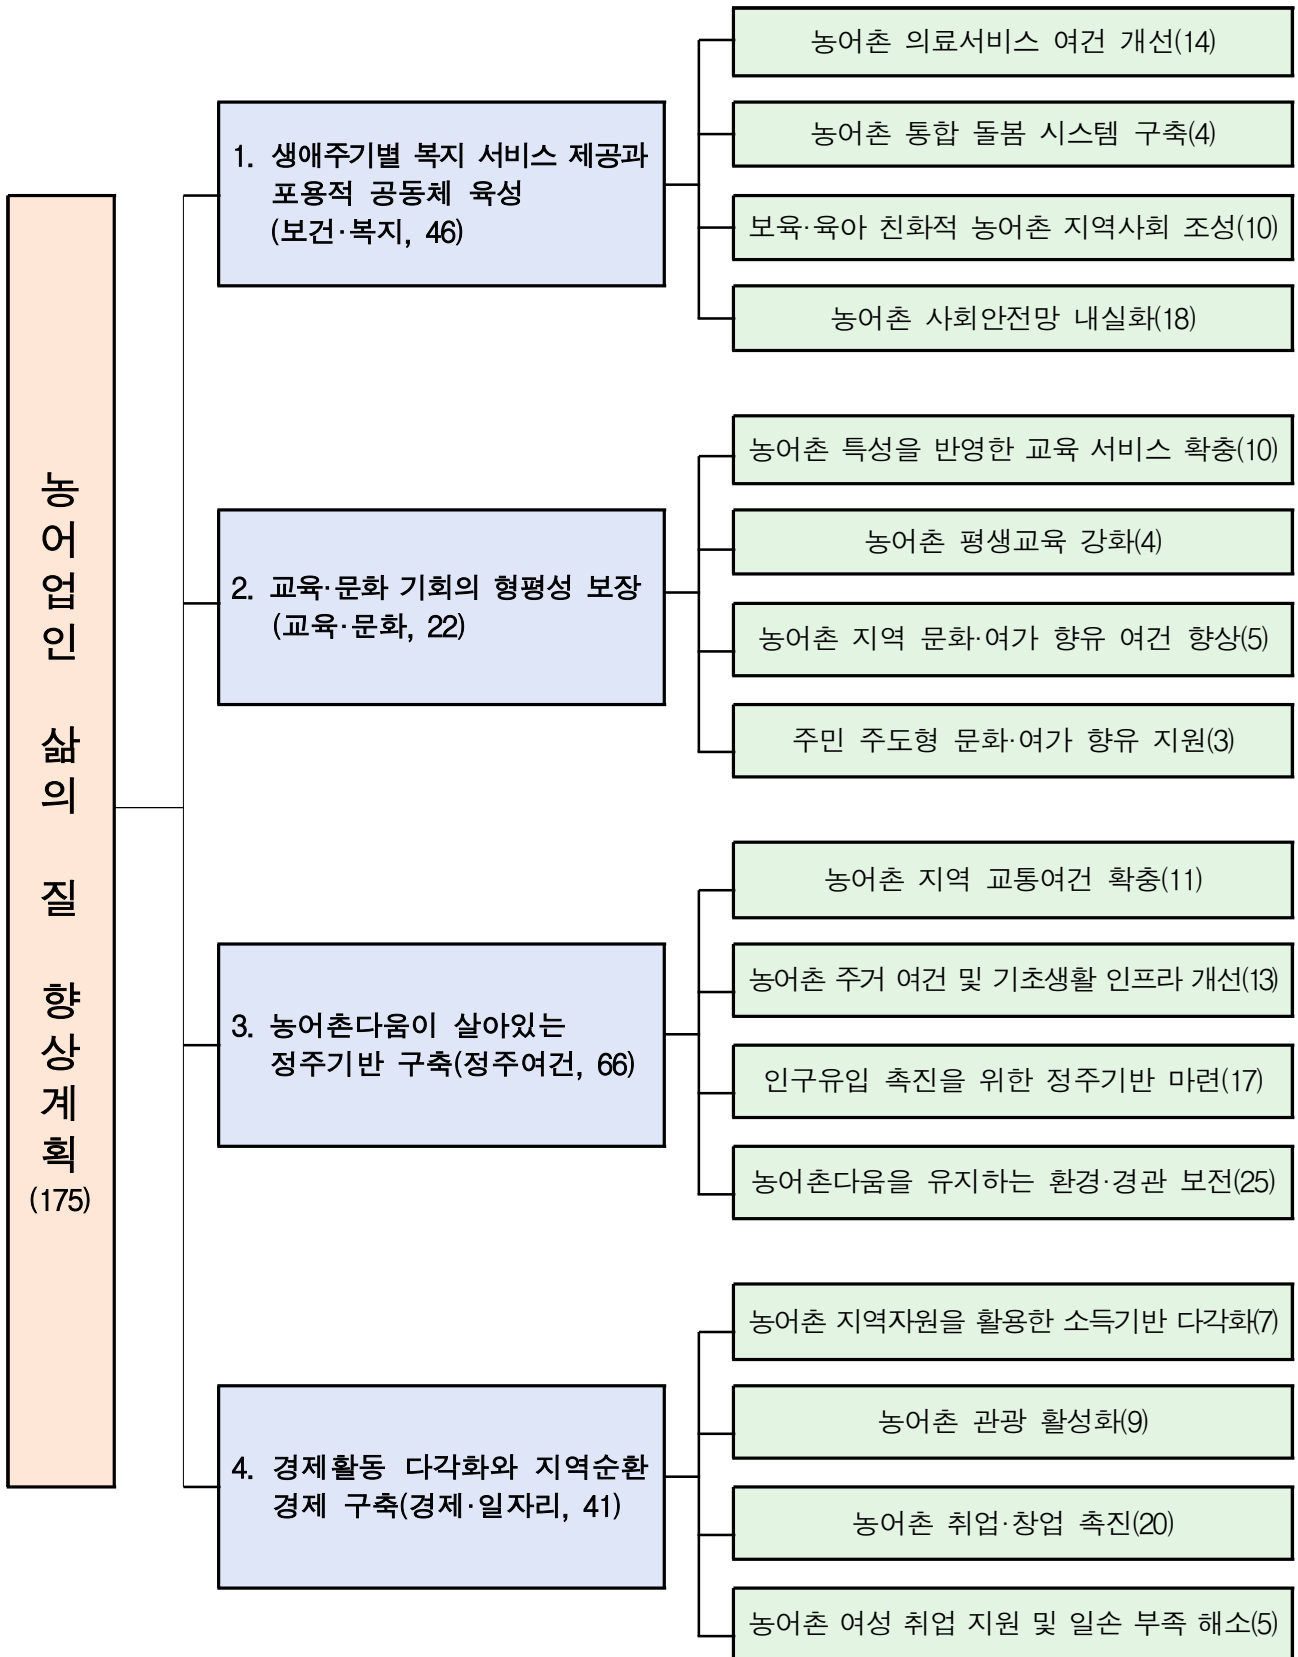 농어업인 삶의 질 향상계획
(175)
1. 생애주기별 복지 서비스 제공과
포용적 공동체 육성
(보건·복지, 46)
농어촌 의료서비스 여건 개선(14)
농어촌 통합 돌봄 시스템 구축(4)
보육·육아 친화적 농어촌 지역사회 조성(10)
농어촌 사회안전망 내실화(18)
2. 교육·문화 기회의 형평성 보장
(교육·문화, 22)
농어촌 특성을 반영한 교육 서비스 확충(10)
농어촌 평생교육 강화(4)
농어촌 지역 문화·여가 향유 여건 향상(5)
주민 주도형 문화·여가 향유 지원(3)
3. 농어촌다움이 살아있는
정주기반 구축(정주여건, 66)
농어촌 지역 교통여건 확충(11)
농어촌 주거 여건 및 기초생활 인프라 개선(13)
인구유입 촉진을 위한 정주기반 마련(17)
농어촌다움을 유지하는 환경·경관 보전(25)
4. 경제활동 다각화와 지역순환
경제 구축(경제·일자리, 41)
농어촌 지역자원을 활용한 소득기반 다각화(7)
농어촌 관광 활성화(9)
농어촌 취업·창업 촉진(20)
농어촌 여성 취업 지원 및 일손 부족 해소(5)